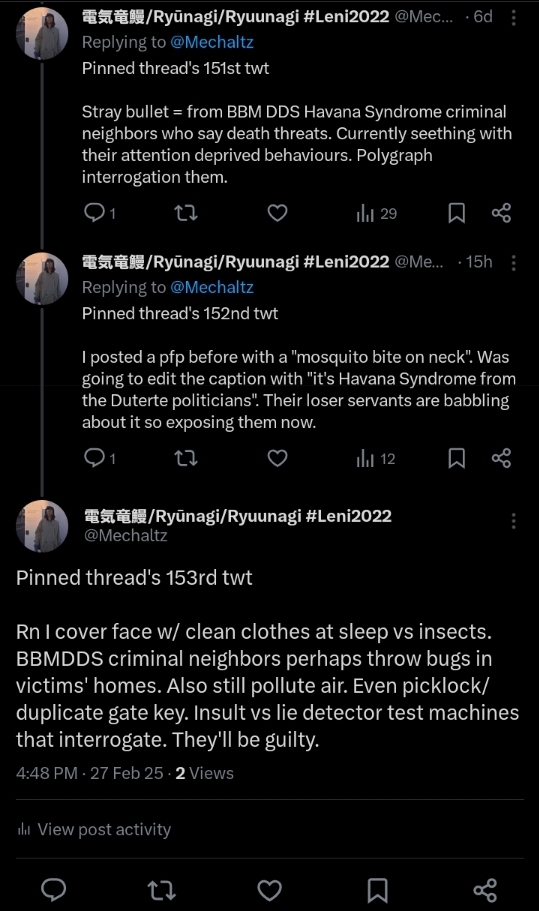 電気竜鰻/Ryūnagi/Ryuunagi #Leni2022 @Mec... · 6d
Replying to @Mechaltz
Pinned thread's 151st twt
Stray bullet = from BBM DDS Havana Syndrome criminal
neighbors who say death threats. Currently seething with
their attention deprived behaviours. Polygraph
interrogation them.
1 29
電気竜鰻/Ryūnagi/Ryuunagi #Leni2022 @Me... · 15h
Replying to @Mechaltz
Pinned thread's 152nd twt
I posted a pfp before with a "mosquito bite on neck". Was
going to edit the caption with "it's Havana Syndrome from
the Duterte politicians". Their loser servants are babbling
about it so exposing them now.
1 12
電気竜鰻/Ryūnagi/Ryuunagi #Leni2022
@Mechaltz
Pinned thread's 153rd twt
Rn I cover face w/ clean clothes at sleep vs insects.
BBMDDS criminal neighbors perhaps throw bugs in
victims' homes. Also still pollute air. Even picklock/
duplicate gate key. Insult vs lie detector test machines
that interrogate. They'll be guilty.
4:48 PM · 27 Feb 25 · 2 Views
View post activity